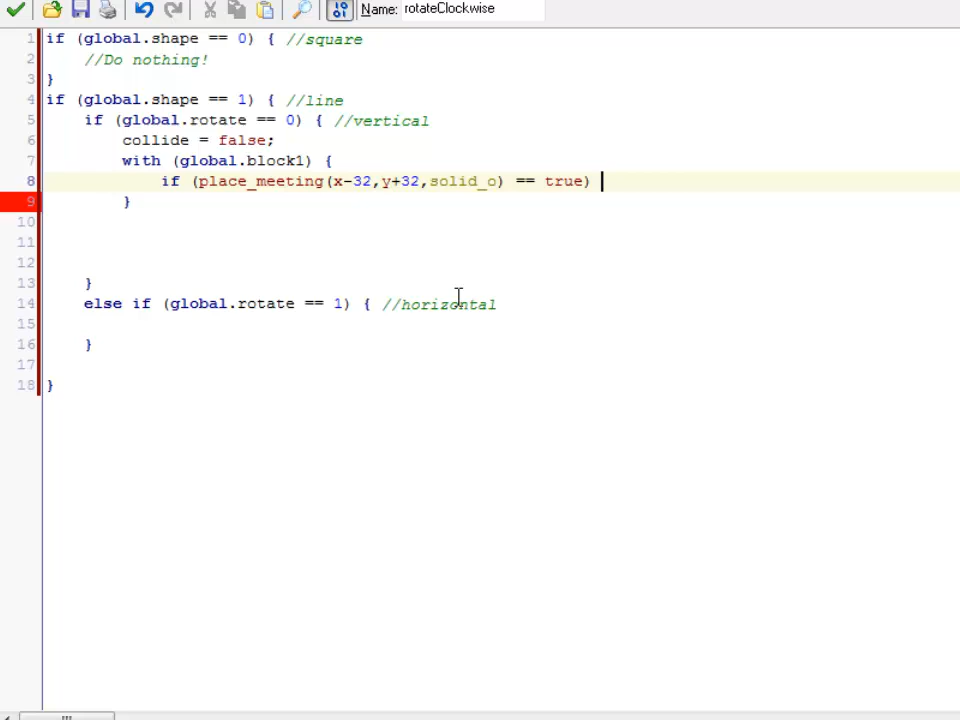 Name: rotateClockwise
1 if (global.shape == 0) { //square
2 //Do nothing!
3 }
4 if (global.shape == 1) { //line
5 if (global.rotate == 0) { //vertical
6 collide = false;
7 with (global.block1) {
8 if (place_meeting(x-32,y+32,solid_o) == true)
9 }
10
11
12
13 }
14 else if (global.rotate == 1) { //horizontal
15
16 }
17
18 }